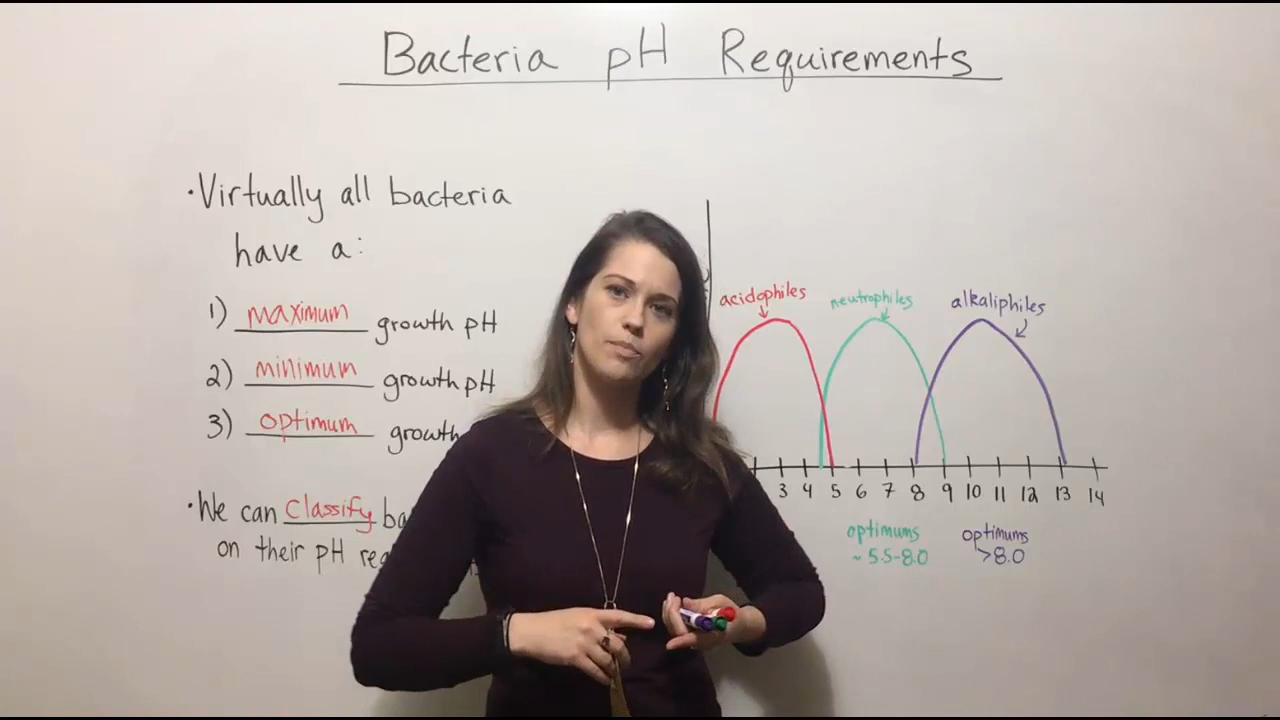 Bacteria pH Requirements
•Virtually all bacteria
have a:
1) maximum growth pH
2) minimum growth pH
3) optimum growth
•We can classify
on their pH
acidophiles
neutrophiles
alkaliphiles
3 4 5 6 7 8 9 10 11 12 13 14
optimums
~5.5-8.0
optimums
>8.0